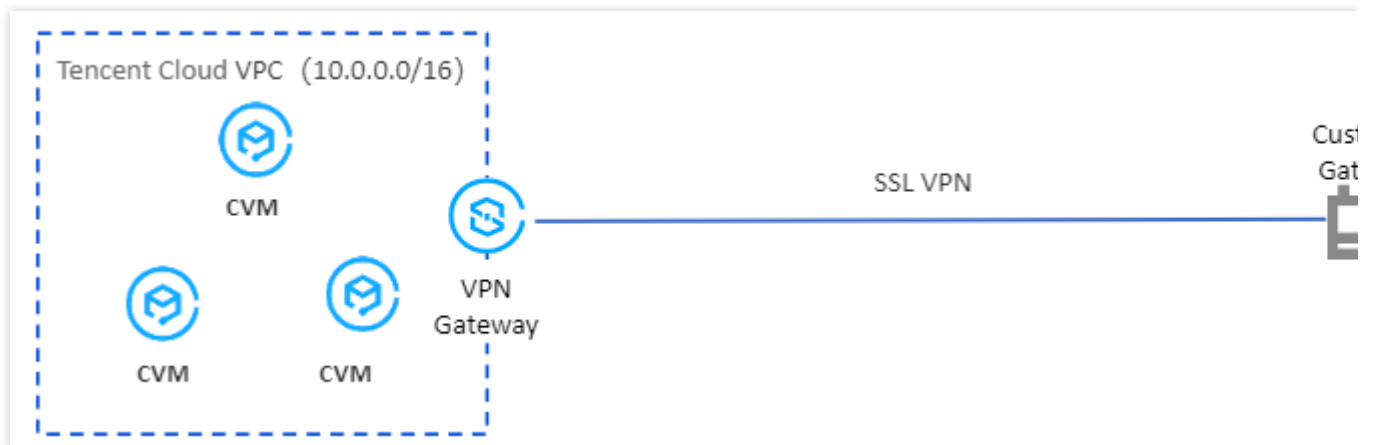 Tencent Cloud VPC (10.0.0.0/16)
CVM
SSL VPN
VPN
Gateway
CVM
CVM